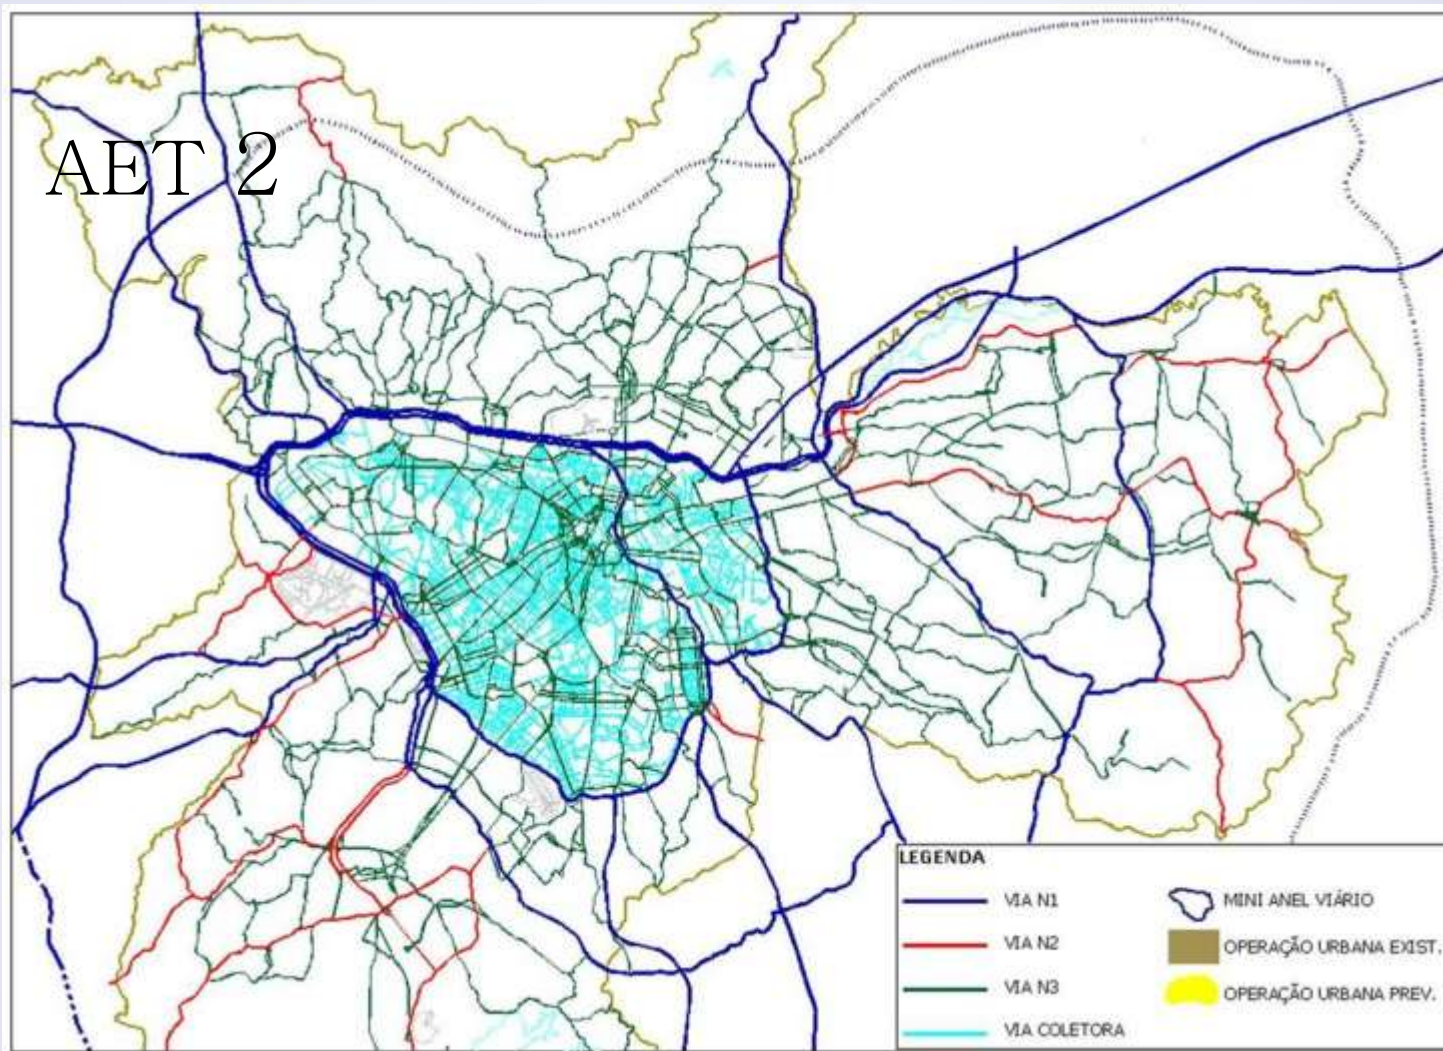 AET 2
LEGENDA
VIA N1
VIA N2
VIA N3
VIA COLETORA
MINI ANEL VIÁRIO
OPERAÇÃO URBANA EXIST.
OPERAÇÃO URBANA PREV.